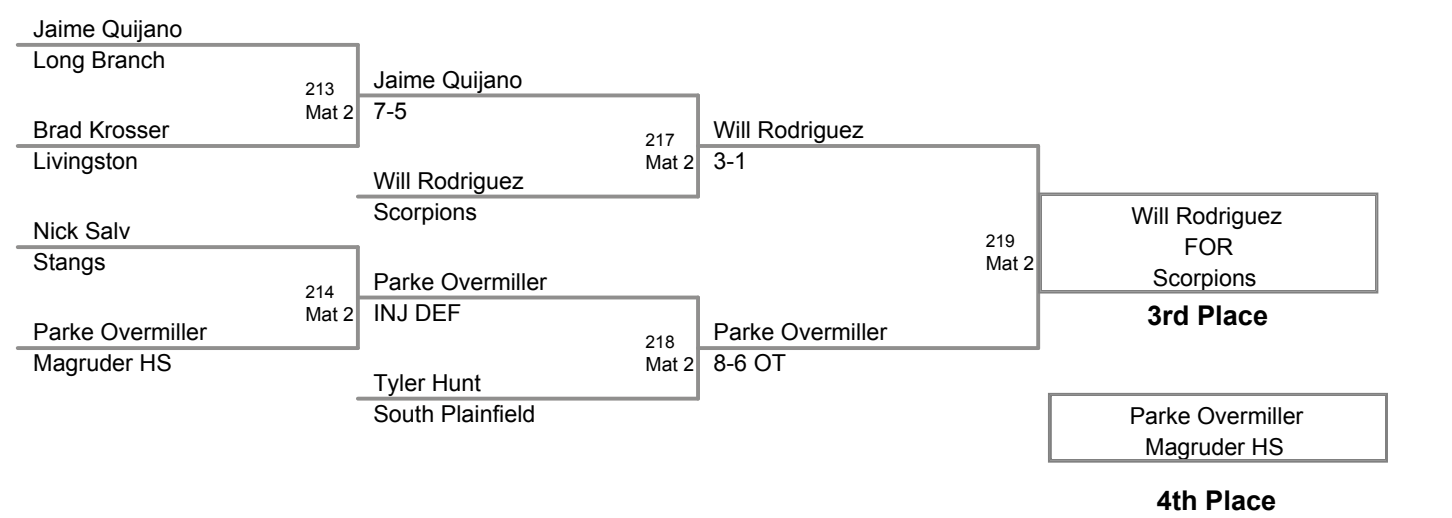 Jaime Quijano
Long Branch
213
Mat 2
Brad Krosser
Livingston
Nick Salv
Stangs
214
Mat 2
Parke Overmiller
Magruder HS
Jaime Quijano
7-5
217
Mat 2
Will Rodriguez
Scorpions
Parke Overmiller
INJ DEF
218
Mat 2
Tyler Hunt
South Plainfield
Will Rodriguez
3-1
219
Mat 2
Parke Overmiller
8-6 OT
Will Rodriguez
FOR
Scorpions
3rd Place
Parke Overmiller
Magruder HS
4th Place